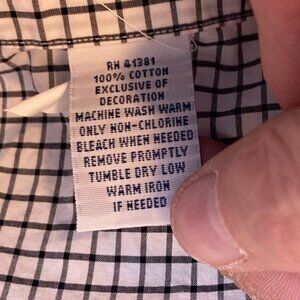 RN 41381
100% COTTON
EXCLUSIVE OF
DECORATION
MACHINE WASH WARM
ONLY NON-CHLORINE
BLEACH WHEN NEEDED
REMOVE PROMPTLY
TUMBLE DRY LOW
WARM IRON
IF NEEDED